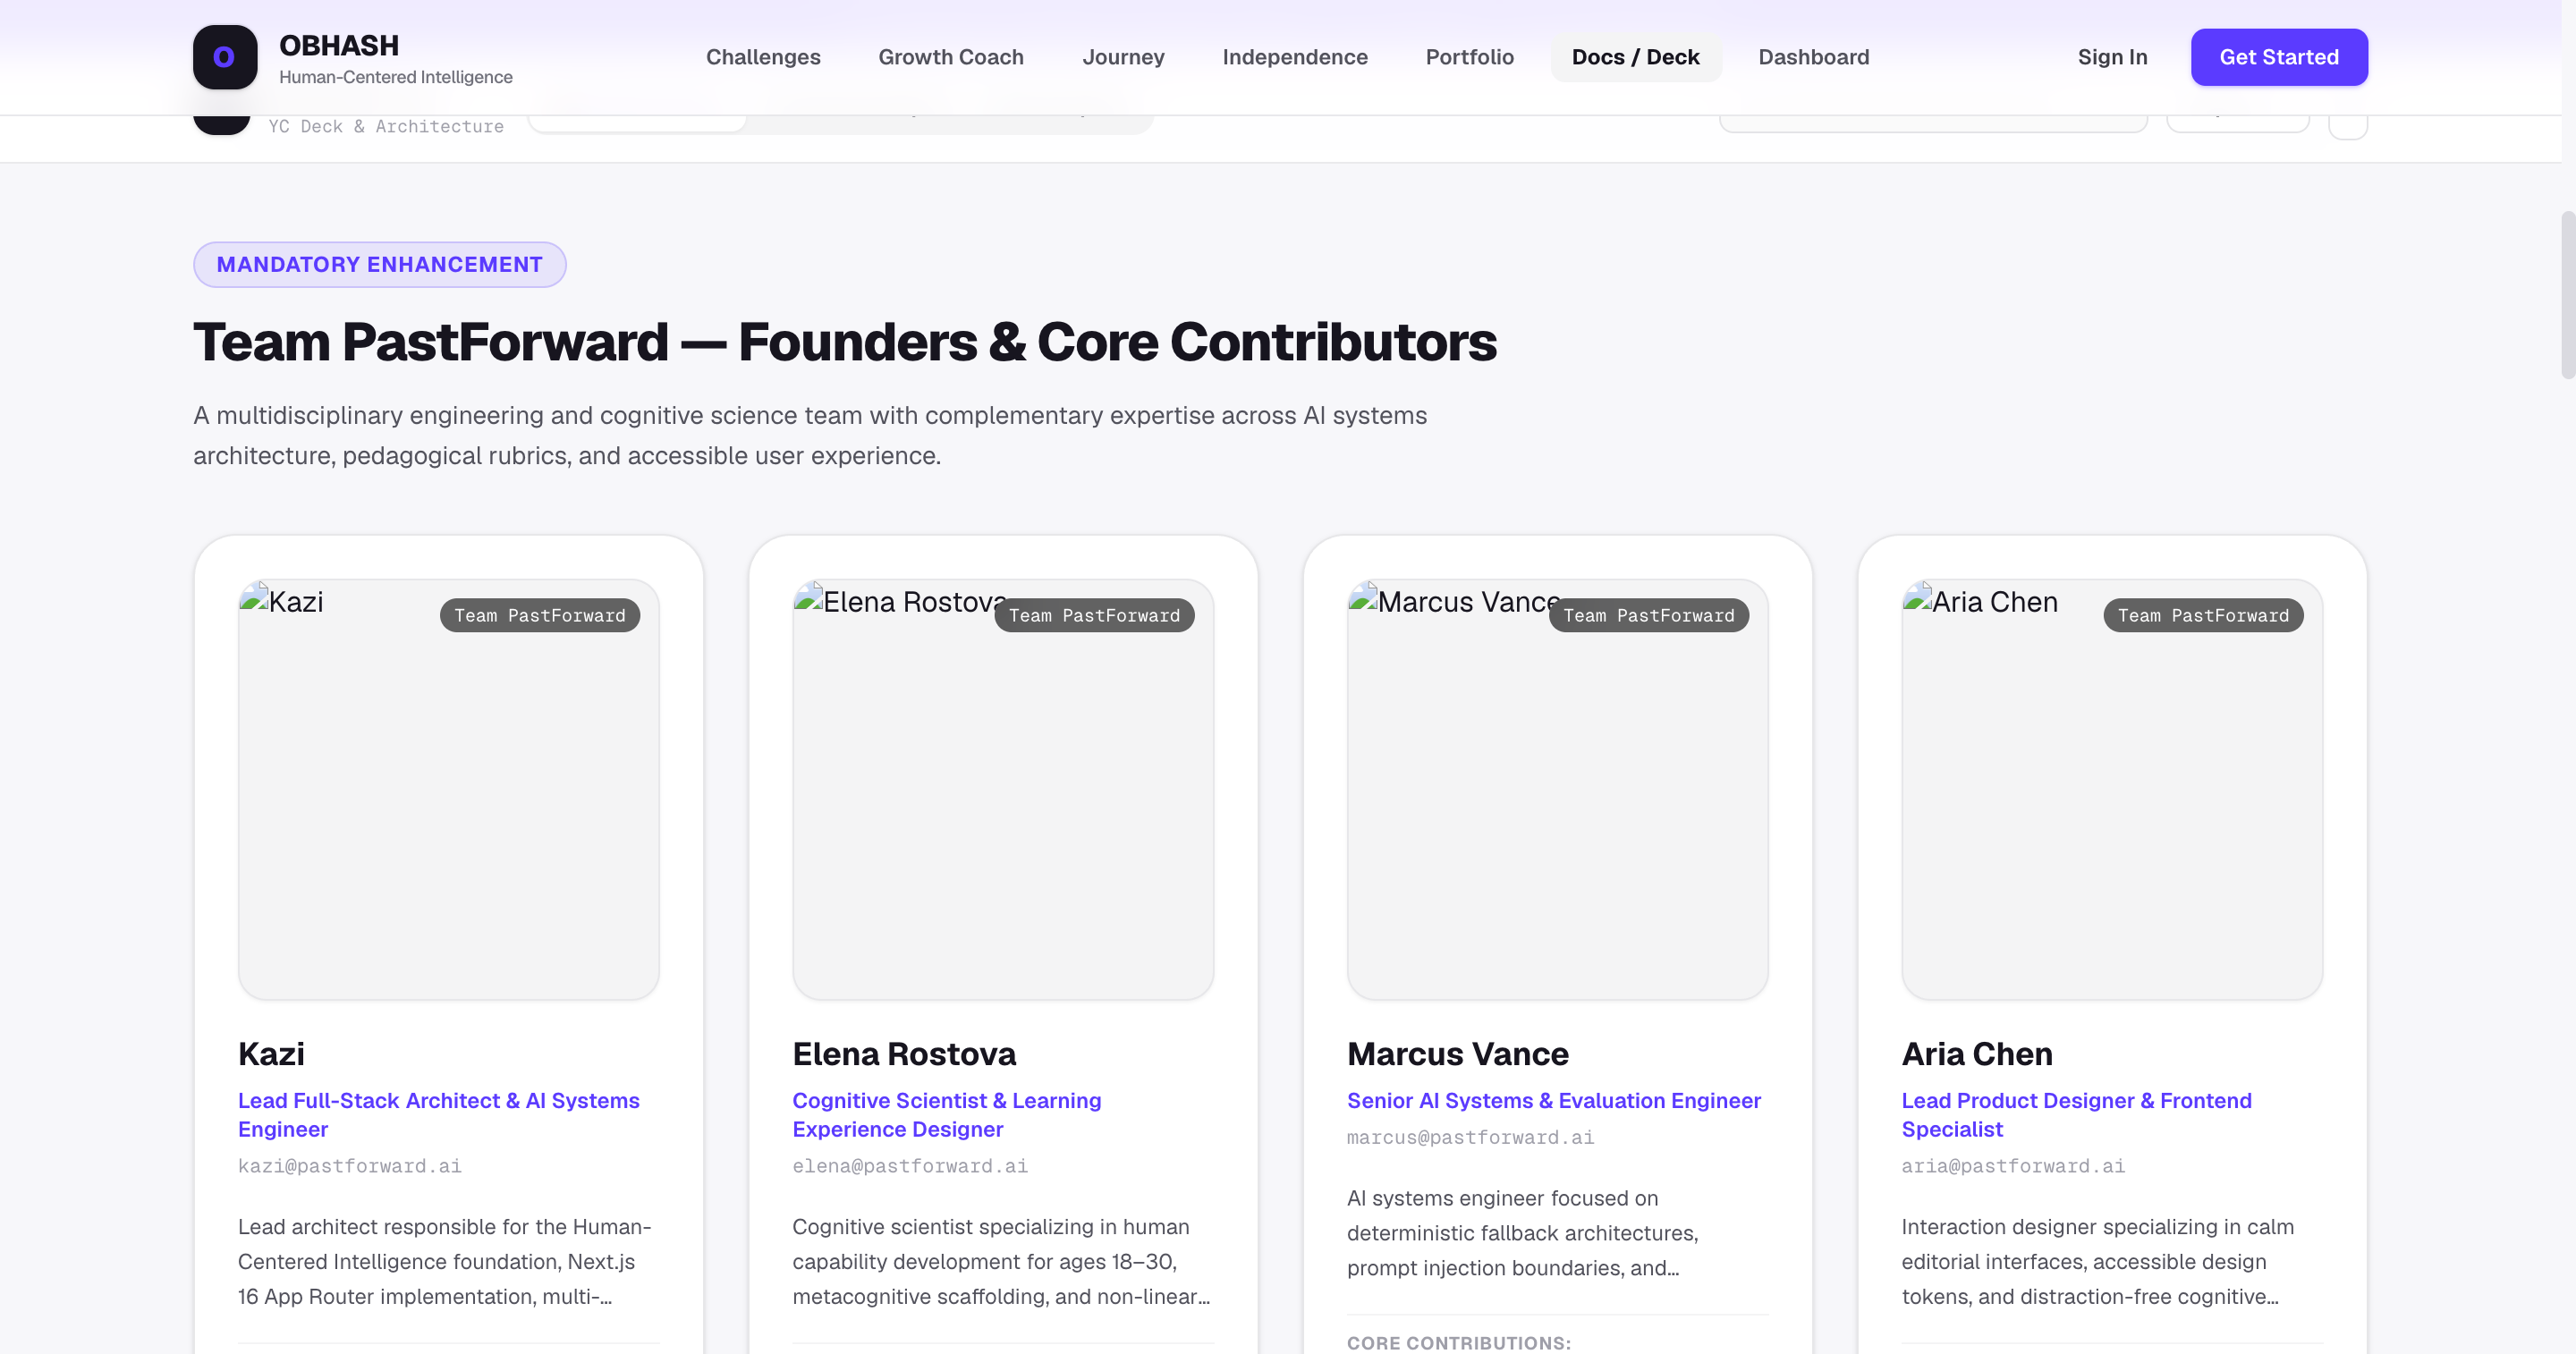 O
OBHASH
Human-Centered Intelligence
Challenges
Growth Coach
Journey
Independence
Portfolio
Docs / Deck
Dashboard
Sign In
Get Started
YC Deck & Architecture
MANDATORY ENHANCEMENT
Team PastForward — Founders & Core Contributors
A multidisciplinary engineering and cognitive science team with complementary expertise across AI systems
architecture, pedagogical rubrics, and accessible user experience.
Kazi
Team PastForward
Kazi
Lead Full-Stack Architect & AI Systems
Engineer
kazi@pastforward.ai
Lead architect responsible for the Human-
Centered Intelligence foundation, Next.js
16 App Router implementation, multi-...
Elena Rostova
Team PastForward
Elena Rostova
Cognitive Scientist & Learning
Experience Designer
elena@pastforward.ai
Cognitive scientist specializing in human
capability development for ages 18–30,
metacognitive scaffolding, and non-linear...
Marcus Vance
Team PastForward
Marcus Vance
Senior AI Systems & Evaluation Engineer
marcus@pastforward.ai
AI systems engineer focused on
deterministic fallback architectures,
prompt injection boundaries, and...
CORE CONTRIBUTIONS:
Aria Chen
Team PastForward
Aria Chen
Lead Product Designer & Frontend
Specialist
aria@pastforward.ai
Interaction designer specializing in calm
editorial interfaces, accessible design
tokens, and distraction-free cognitive...